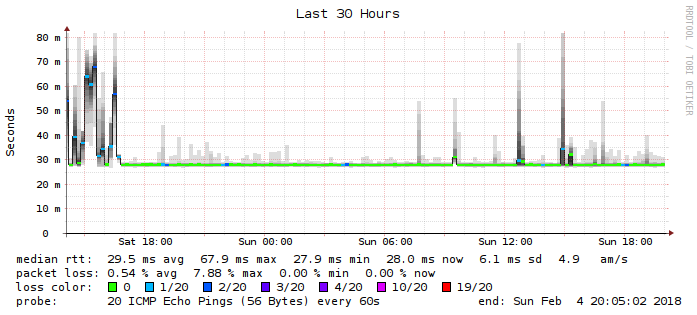 Last 30 Hours
RRDTOOL / TOBI OETIKER
Seconds
80 m
70 m
60 m
50 m
40 m
30 m
20 m
10 m
0
Sat 18:00 Sun 00:00 Sun 06:00 Sun 12:00 Sun 18:00
median rtt: 29.5 ms avg 67.9 ms max 27.9 ms min 28.0 ms now 6.1 ms sd 4.9 am/s
packet loss: 0.54 % avg 7.88 % max 0.00 % min 0.00 % now
loss color: 0 1/20 2/20 3/20 4/20 10/20 19/20
probe: 20 ICMP Echo Pings (56 Bytes) every 60s end: Sun Feb 4 20:05:02 2018